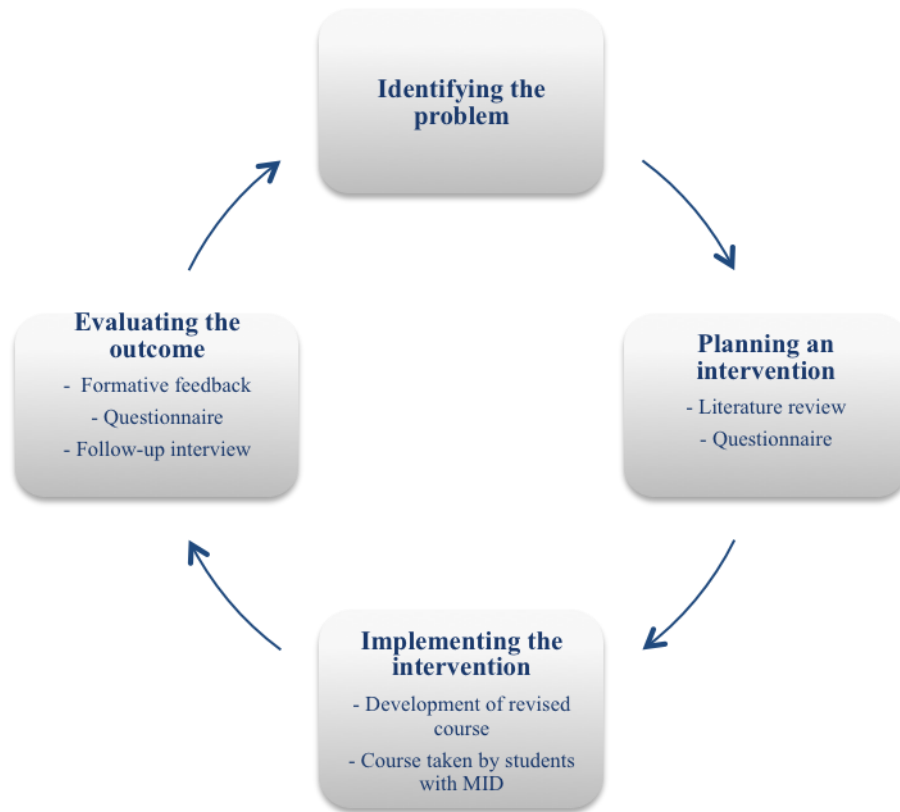 Identifying the
problem
Planning an
intervention
- Literature review
- Questionnaire
Implementing the
intervention
- Development of revised
course
- Course taken by students
with MID
Evaluating the
outcome
- Formative feedback
- Questionnaire
- Follow-up interview